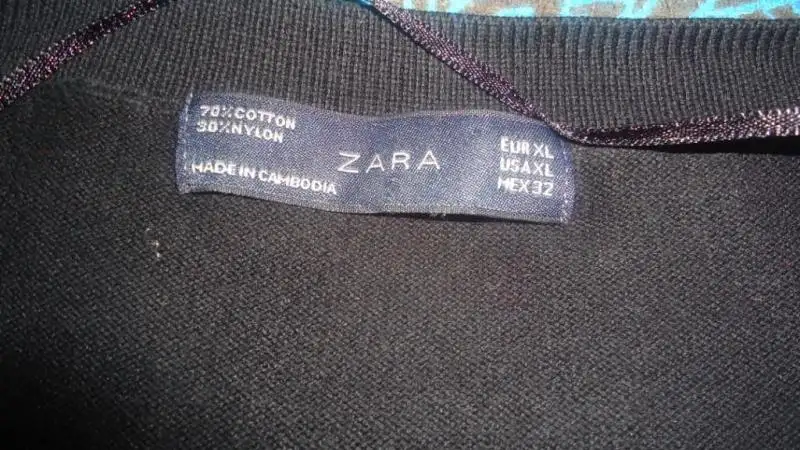 70%COTTON
30%NYLON
MADE IN CAMBODIA
ZARA
EUR XL
USA XL
MEX 32